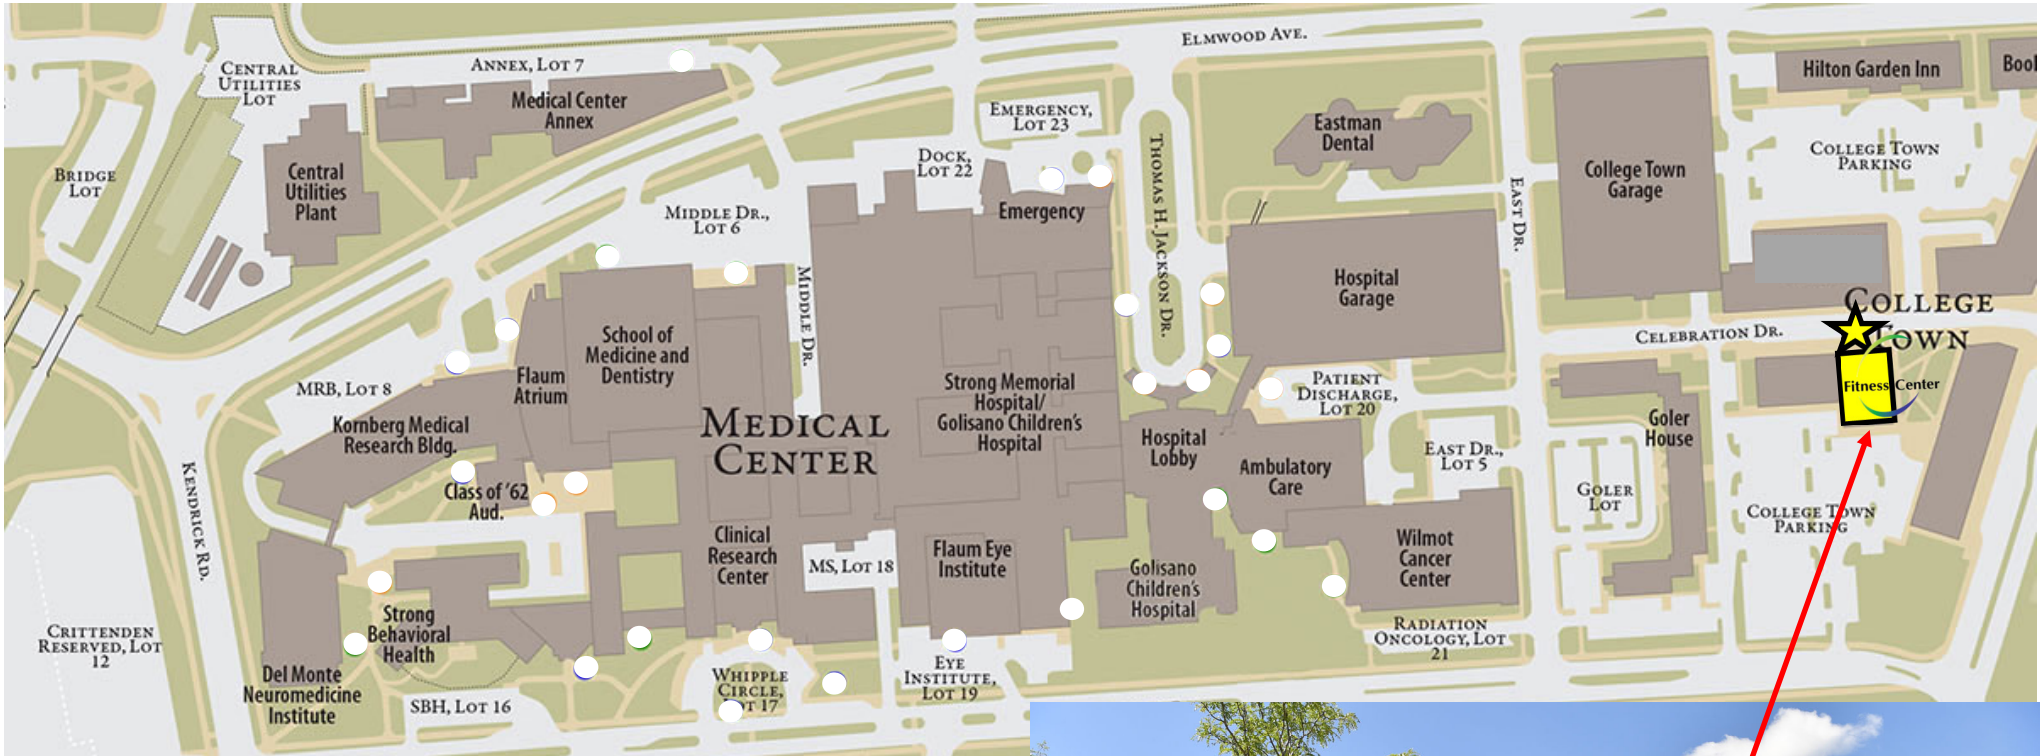 ELMWOOD AVE.
CENTRAL
UTILITIES
LOT
ANNEX, LOT 7
Medical Center
Annex
Hilton Garden Inn
EMERGENCY,
LOT 23
Eastman
Dental
COLLEGE TOWN
PARKING
BRIDGE
LOT
Central
Utilities
Plant
DOCK,
LOT 22
THOMAS H. JACKSON DR.
College Town
Garage
EAST DR.
MIDDLE DR.,
LOT 6
Emergency
MIDDLE DR.
Hospital
Garage
COLLEGE
TOWN
CELEBRATION DR.
School of
Medicine and
Dentistry
MRB, LOT 8
Flaum
Atrium
Strong Memorial
Hospital/
Golisano Children's
Hospital
PATIENT
DISCHARGE,
LOT 20
Fitness Center
Kornberg Medical
Research Bldg.
MEDICAL
CENTER
Hospital
Lobby
Goler
House
EAST DR.,
LOT 5
Ambulatory
Care
KENDRICK RD.
Class of '62
Aud.
GOLER
LOT
COLLEGE TOWN
PARKING
Clinical
Research
Center
MS, LOT 18
Flaum Eye
Institute
Golisano
Children's
Hospital
Wilmot
Cancer
Center
Strong
Behavioral
Health
CRITTENDEN
RESERVED, LOT
12
RADIATION
ONCOLOGY, LOT
21
Del Monte
Neuromedicine
Institute
SBH, LOT 16
WHIPPLE
CIRCLE,
17
EYE
INSTITUTE,
LOT 19